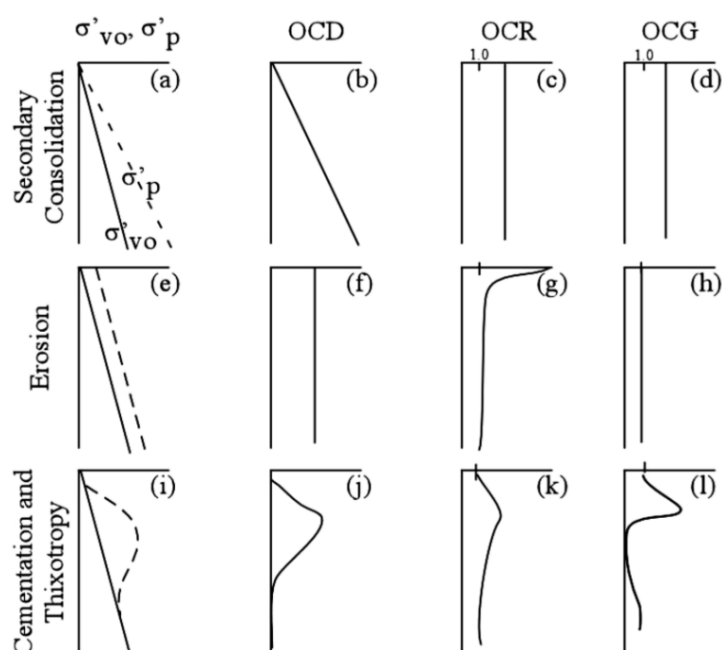 σ'vo, σ'p OCD OCR OCG
1.0 1.0
Secondary
Consolidation
(a) (b) (c) (d)
σ'p
σ'vo
Erosion
(e) (f) (g) (h)
Cementation and
Thixotropy
(i) (j) (k) (l)